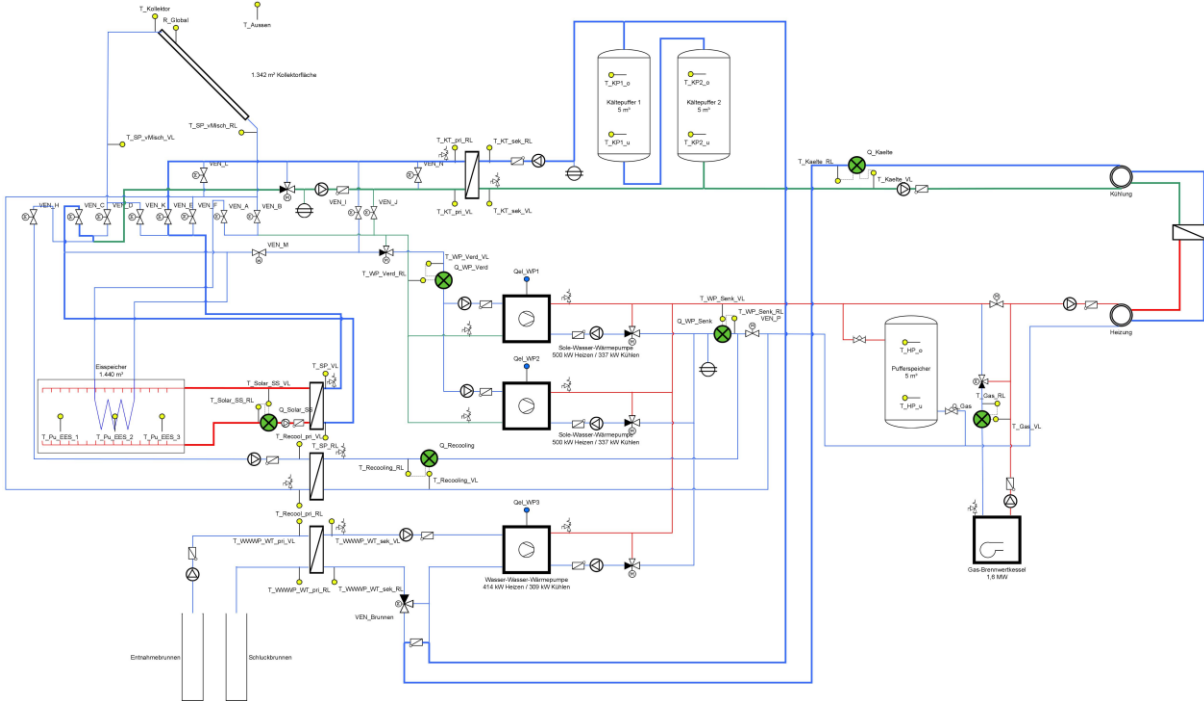 T_Kollektor
R_Global
T_Aussen
1.342 m² Kollektorfläche
T_SP_vMisch_RL
T_SP_vMisch_VL
T_KP1_o
Kältepuffer 1
5 m³
T_KP1_u
T_KP2_o
Kältepuffer 2
5 m³
T_KP2_u
T_KT_pri_RL
T_KT_sek_RL
T_KT_pri_VL
T_KT_sek_VL
Q_Kaelte
T_Kaelte_RL
T_Kaelte_VL
Kühlung
VEN_L
VEN_N
VEN_H
VEN_C
VEN_D
VEN_K
VEN_E
VEN_F
VEN_A
VEN_B
VEN_I
VEN_J
VEN_M
T_WP_Verd_VL
T_WP_Verd_RL
Q_WP_Verd
Qel_WP1
Sole-Wasser-Wärmepumpe
500 kW Heizen / 337 kW Kühlen
T_WP_Senk_VL
T_WP_Senk_RL
Q_WP_Senk
VEN_P
Heizung
Qel_WP2
Sole-Wasser-Wärmepumpe
500 kW Heizen / 337 kW Kühlen
T_HP_o
Pufferspeicher
5 m³
T_HP_u
Q_Gas
T_Gas_RL
T_Gas_VL
Gas-Brennwertkessel
1,6 MW
Eisspeicher
1.440 m³
T_Solar_SS_VL
T_Solar_SS_RL
Q_Solar_SS
T_SP_VL
T_Pu_EES_1
T_Pu_EES_2
T_Pu_EES_3
T_Recool_pri_VL
T_SP_RL
Q_Recooling
T_Recooling_RL
T_Recooling_VL
T_Recool_pri_RL
Qel_WP3
Wasser-Wasser-Wärmepumpe
414 kW Heizen / 309 kW Kühlen
T_WWWP_WT_pri_VL
T_WWWP_WT_sek_VL
T_WWWP_WT_pri_RL
T_WWWP_WT_sek_RL
VEN_Brunnen
Entnahmebrunnen
Schluckbrunnen